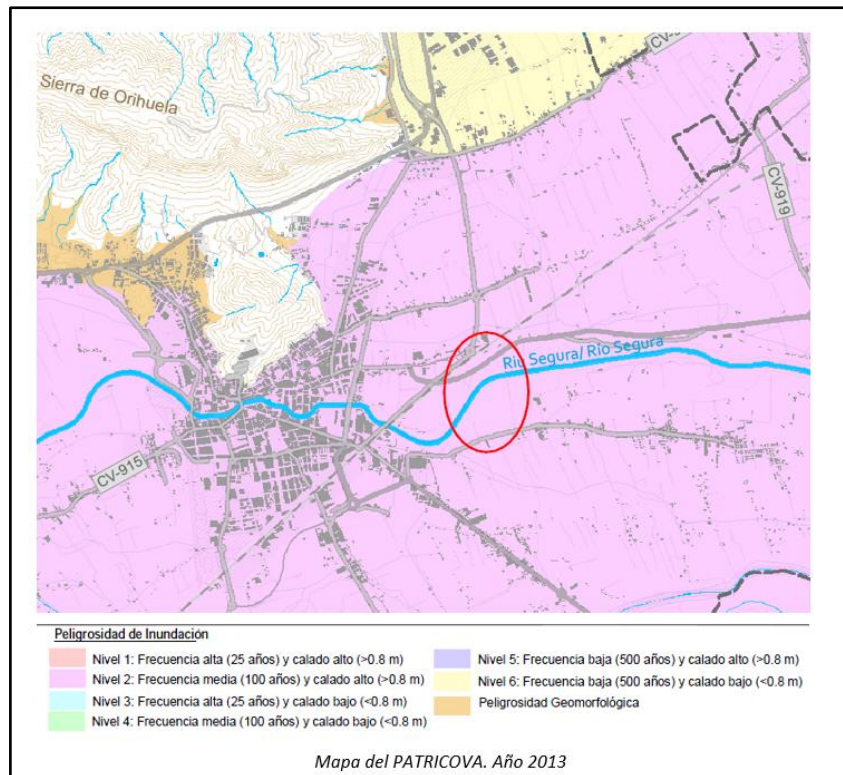 CV-9
Sierra de Orihuela
CV-919
Riu Segura/ Río Segura
CV-915
Peligrosidad de Inundación
Nivel 1: Frecuencia alta (25 años) y calado alto (>0.8 m)
Nivel 2: Frecuencia media (100 años) y calado alto (>0.8 m)
Nivel 3: Frecuencia alta (25 años) y calado bajo (<0.8 m)
Nivel 4: Frecuencia media (100 años) y calado bajo (<0.8 m)
Nivel 5: Frecuencia baja (500 años) y calado alto (>0.8 m)
Nivel 6: Frecuencia baja (500 años) y calado bajo (<0.8 m)
Peligrosidad Geomorfológica
Mapa del PATRICOVA. Año 2013